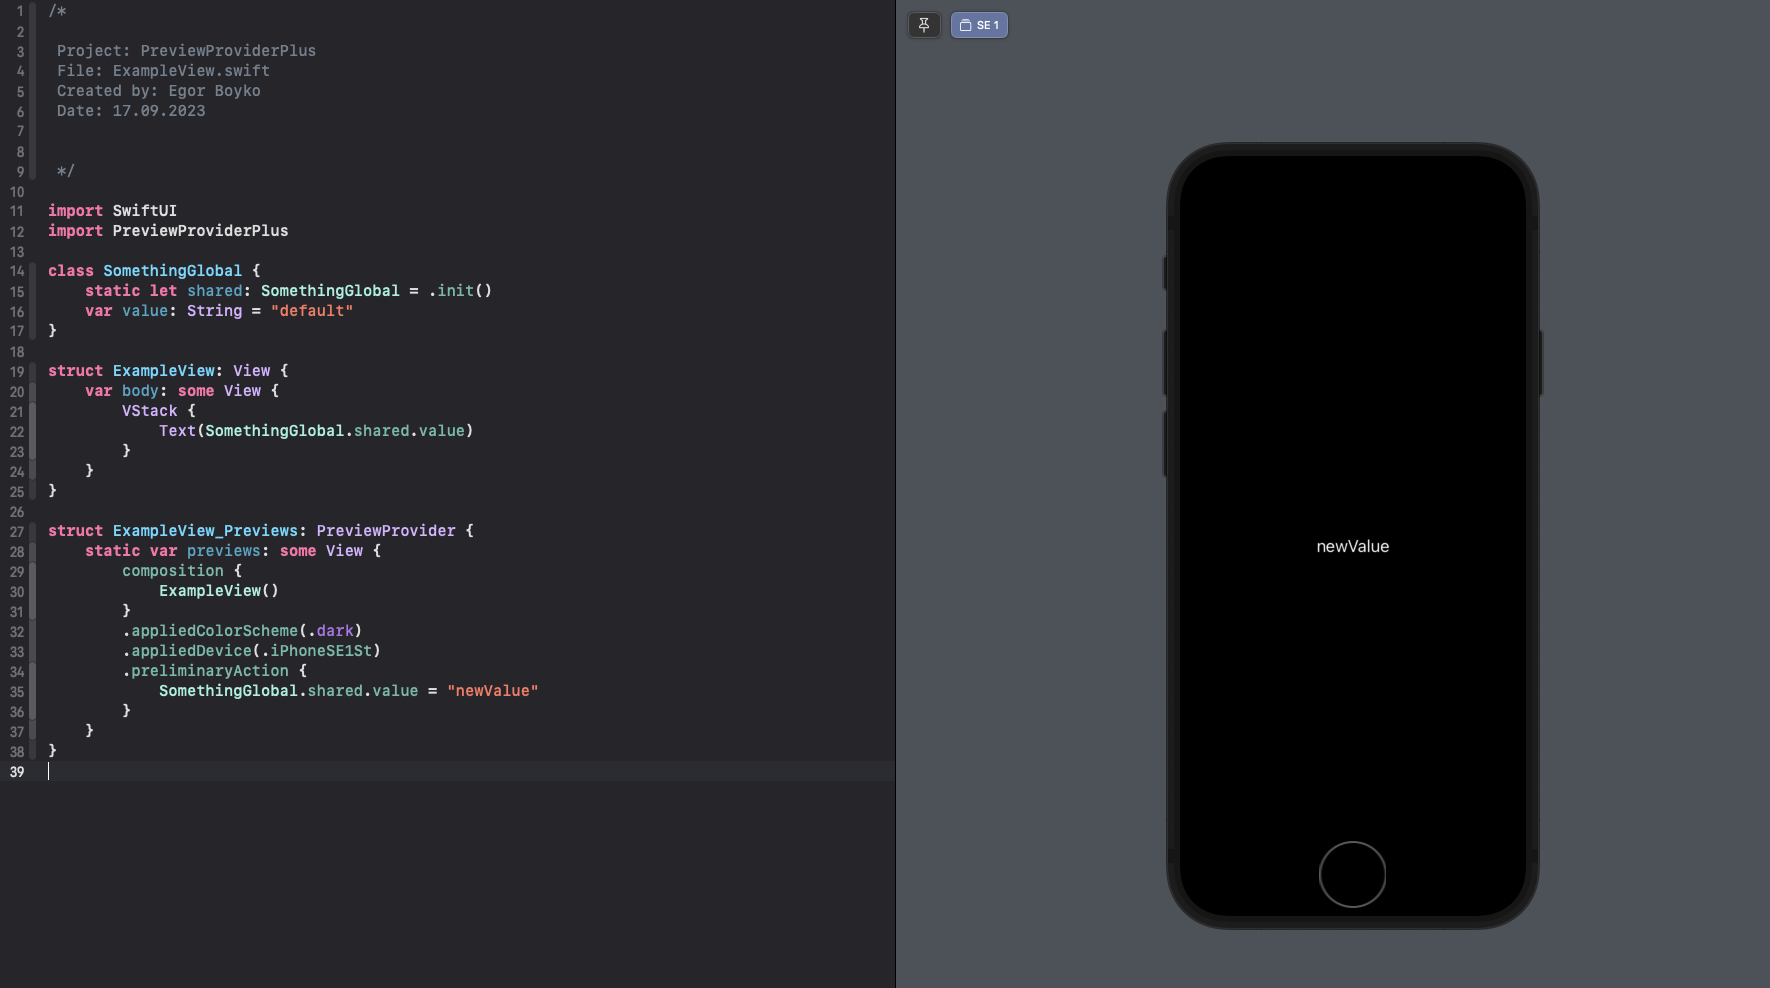 1 /*
2
3 Project: PreviewProviderPlus
4 File: ExampleView.swift
5 Created by: Egor Boyko
6 Date: 17.09.2023
7
8
9 */
10
11 import SwiftUI
12 import PreviewProviderPlus
13
14 class SomethingGlobal {
15     static let shared: SomethingGlobal = .init()
16     var value: String = "default"
17 }
18
19 struct ExampleView: View {
20     var body: some View {
21         VStack {
22             Text(SomethingGlobal.shared.value)
23         }
24     }
25 }
26
27 struct ExampleView_Previews: PreviewProvider {
28     static var previews: some View {
29         composition {
30             ExampleView()
31         }
32         .appliedColorScheme(.dark)
33         .appliedDevice(.iPhoneSE1St)
34         .preliminaryAction {
35             SomethingGlobal.shared.value = "newValue"
36         }
37     }
38 }
39
SE 1
newValue